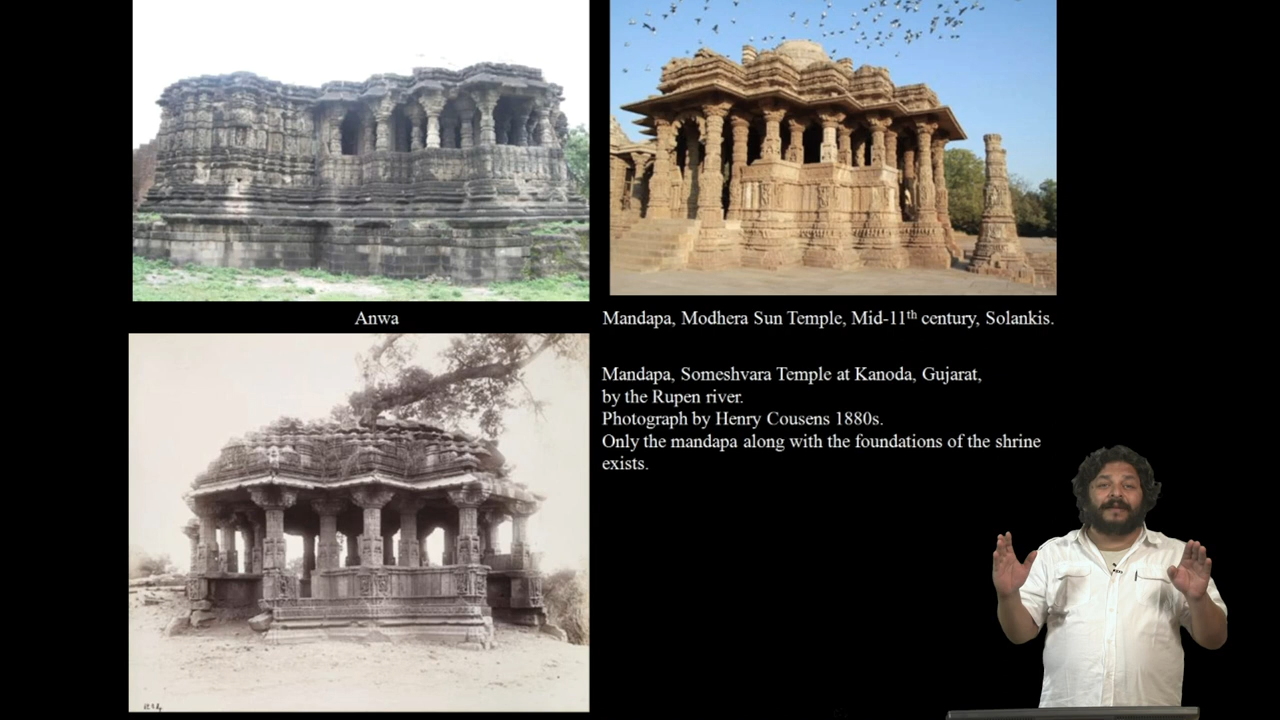 Anwa
Mandapa, Modhera Sun Temple, Mid-11th century, Solankis.
Mandapa, Someshvara Temple at Kanoda, Gujarat,
by the Rupen river.
Photograph by Henry Cousens 1880s.
Only the mandapa along with the foundations of the shrine
exists.